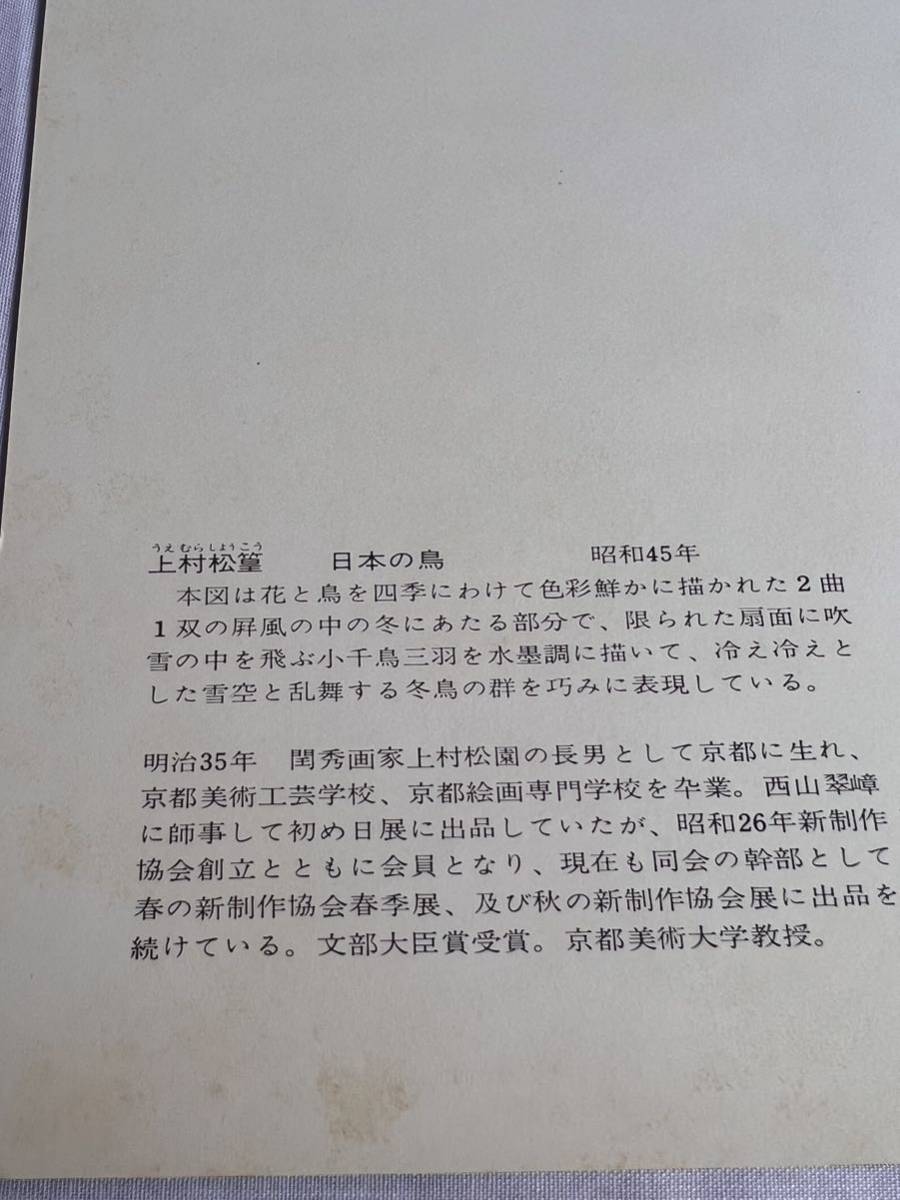 うえむらしょうこう
上村松篁 日本の鳥 昭和45年
本図は花と鳥を四季にわけて色彩鮮かに描かれた2曲
1双の屛風の中の冬にあたる部分で、限られた扇面に吹
雪の中を飛ぶ小千鳥三羽を水墨調に描いて、冷え冷えと
した雪空と乱舞する冬鳥の群を巧みに表現している。
明治35年 閨秀画家上村松園の長男として京都に生れ、
京都美術工芸学校、京都絵画専門学校を卒業。西山翠嶂
に師事して初め日展に出品していたが、昭和26年新制作
協会創立とともに会員となり、現在も同会の幹部として
春の新制作協会春季展、及び秋の新制作協会展に出品を
続けている。文部大臣賞受賞。京都美術大学教授。